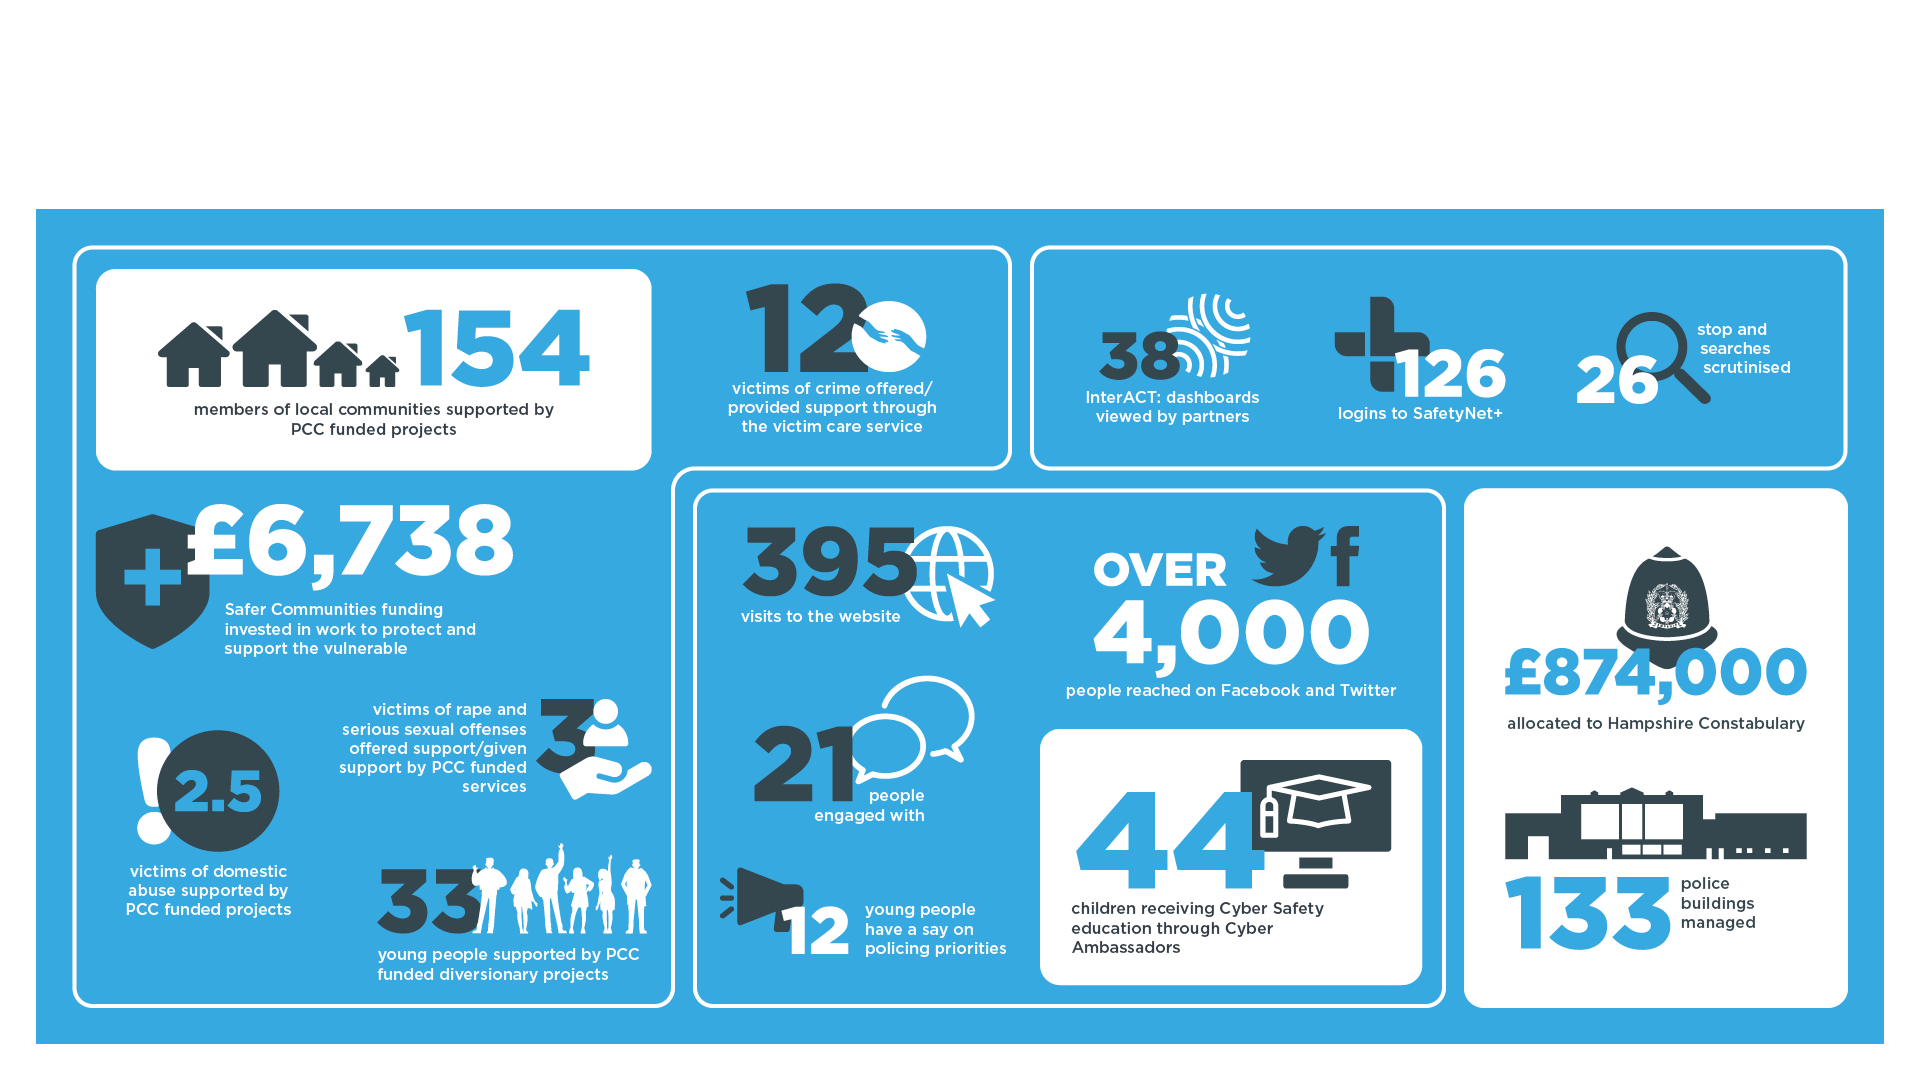 154
members of local communities supported by
PCC funded projects
12
victims of crime offered/
provided support through
the victim care service
38
InterACT: dashboards
viewed by partners
126
logins to SafetyNet+
26
stop and
searches
scrutinised
£6,738
Safer Communities funding
invested in work to protect and
support the vulnerable
victims of rape and
serious sexual offenses
offered support/given
support by PCC funded
services
3
2.5
victims of domestic
abuse supported by
PCC funded projects
33
young people supported by PCC
funded diversionary projects
395
visits to the website
OVER
4,000
people reached on Facebook and Twitter
21
people
engaged with
12
young people
have a say on
policing priorities
44
children receiving Cyber Safety
education through Cyber
Ambassadors
£874,000
allocated to Hampshire Constabulary
133
police
buildings
managed